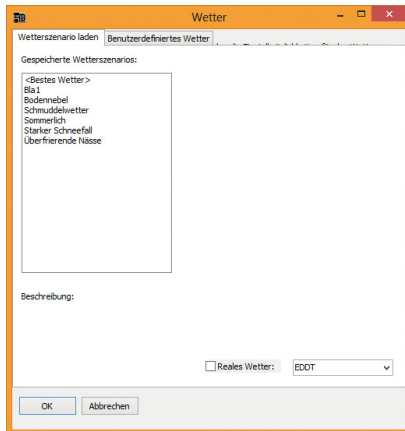 Wetter
Wetterszenario laden
Benutzerdefiniertes Wetter
Gespeicherte Wetterszenarios:
<Bestes Wetter>
Bla1
Bodennebel
Schmuddelwetter
Sommerlich
Starker Schneefall
Überfrierende Nässe
Beschreibung:
Reales Wetter:
EDDT
OK
Abbrechen